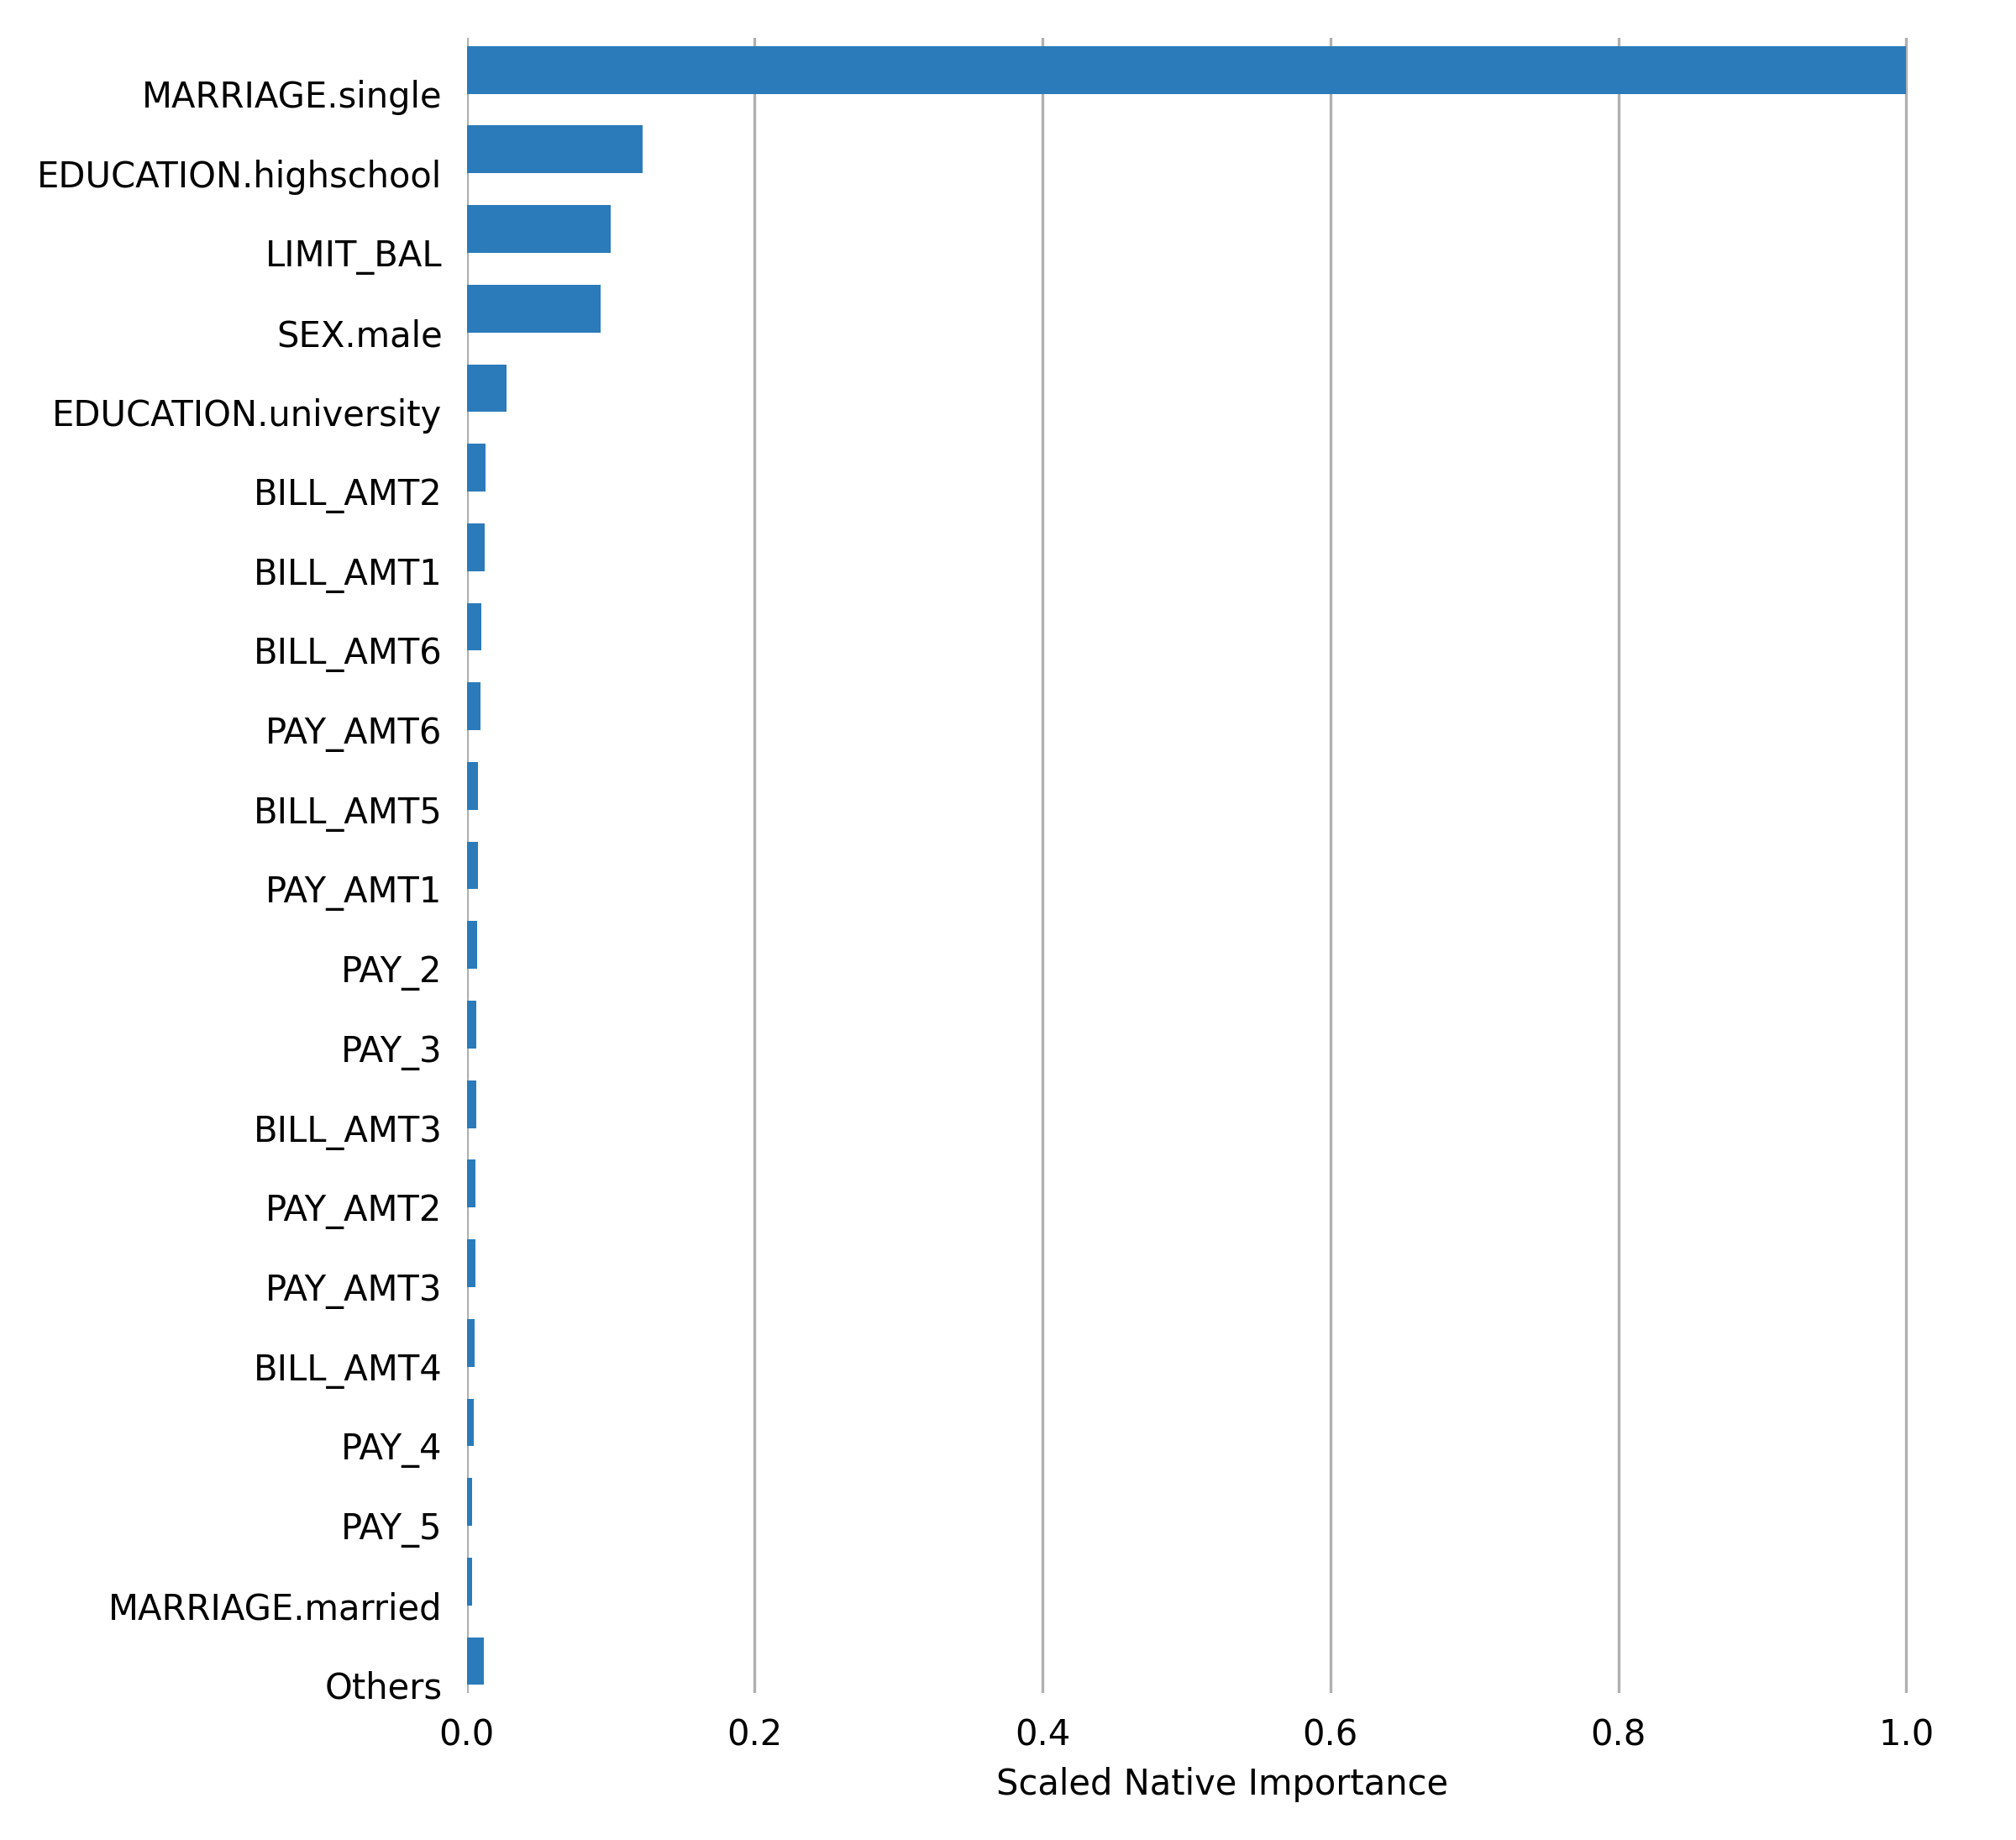 MARRIAGE.single
EDUCATION.highschool
LIMIT_BAL
SEX.male
EDUCATION.university
BILL_AMT2
BILL_AMT1
BILL_AMT6
PAY_AMT6
BILL_AMT5
PAY_AMT1
PAY_2
PAY_3
BILL_AMT3
PAY_AMT2
PAY_AMT3
BILL_AMT4
PAY_4
PAY_5
MARRIAGE.married
Others
0.0 0.2 0.4 0.6 0.8 1.0
Scaled Native Importance